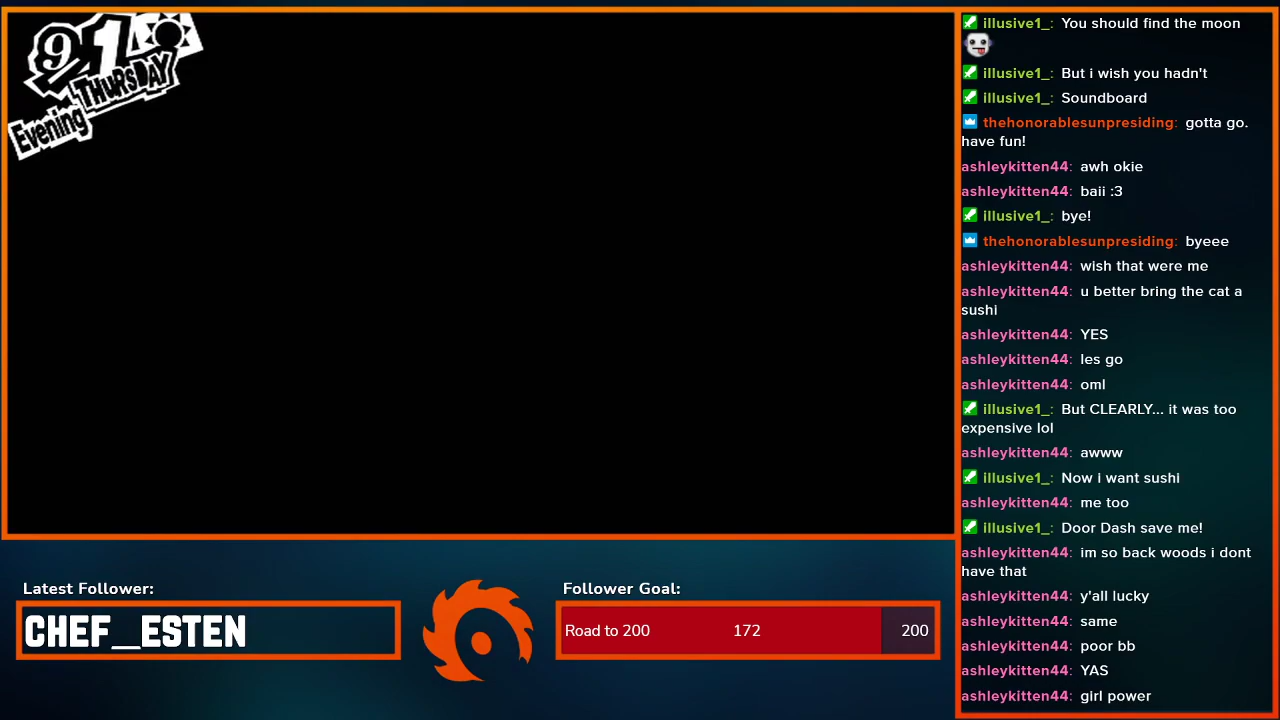 9/1
THURSDAY
Evening
Latest Follower:
CHEF_ESTEN
Follower Goal:
Road to 200 172 200
illusive1_: You should find the moon
illusive1_: But i wish you hadn't
illusive1_: Soundboard
thehonorablesunpresiding: gotta go.
have fun!
ashleykitten44: awh okie
ashleykitten44: baii :3
illusive1_: bye!
thehonorablesunpresiding: byeee
ashleykitten44: wish that were me
ashleykitten44: u better bring the cat a
sushi
ashleykitten44: YES
ashleykitten44: les go
ashleykitten44: oml
illusive1_: But CLEARLY... it was too
expensive lol
ashleykitten44: awww
illusive1_: Now i want sushi
ashleykitten44: me too
illusive1_: Door Dash save me!
ashleykitten44: im so back woods i dont
have that
ashleykitten44: y'all lucky
ashleykitten44: same
ashleykitten44: poor bb
ashleykitten44: YAS
ashleykitten44: girl power